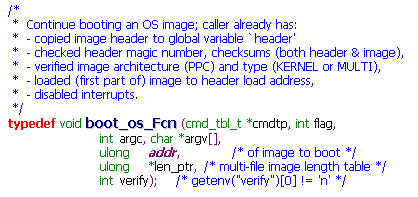 /*
 * Continue booting an OS image; caller already has:
 * - copied image header to global variable `header'
 * - checked header magic number, checksums (both header & image),
 * - verified image architecture (PPC) and type (KERNEL or MULTI),
 * - loaded (first part of) image to header load address,
 * - disabled interrupts.
 */
typedef void boot_os_Fcn (cmd_tbl_t *cmdtp, int flag,
int argc, char *argv[],
ulong addr, /* of image to boot */
ulong *len_ptr, /* multi-file image length table */
int verify); /* getenv("verify")[0] != 'n' */